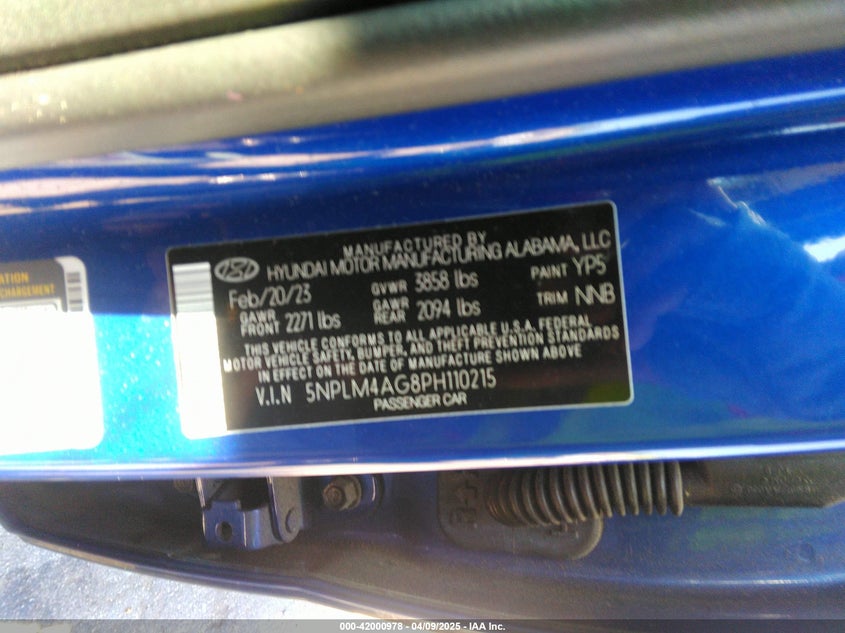 ATION
CHARGEMENT
MANUFACTURED BY
HYUNDAI MOTOR MANUFACTURING ALABAMA, LLC
Feb/20/23 GVWR 3858 lbs PAINT YP5
GAWR FRONT 2271 lbs GAWR REAR 2094 lbs TRIM NNB
THIS VEHICLE CONFORMS TO ALL APPLICABLE U.S.A. FEDERAL
MOTOR VEHICLE SAFETY, BUMPER, AND THEFT PREVENTION STANDARDS
IN EFFECT ON THE DATE OF MANUFACTURE SHOWN ABOVE
V.I.N 5NPLM4AG8PH110215
PASSENGER CAR
000-42000978 - 04/09/2025 - IAA Inc.